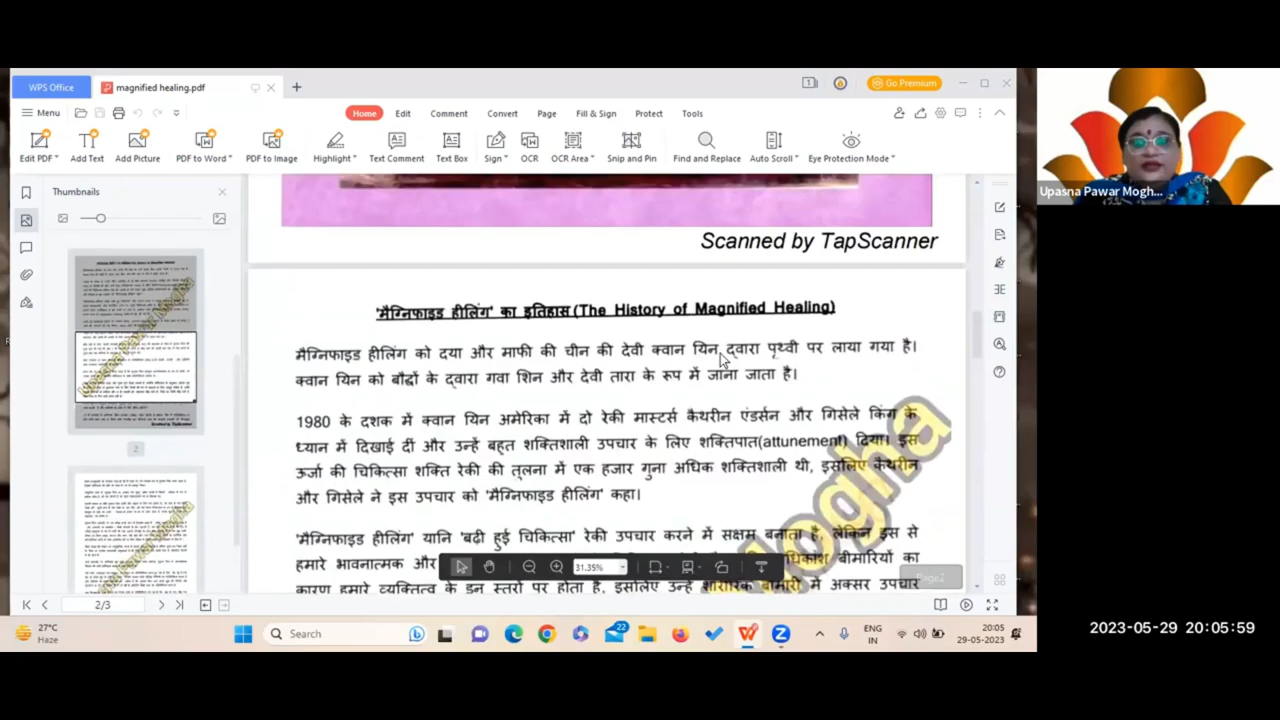 WPS Office
magnified healing.pdf
Go Premium
Menu
Home
Edit
Comment
Convert
Page
Fill & Sign
Protect
Tools
Edit PDF
Add Text
Add Picture
PDF to Word
PDF to Image
Highlight
Text Comment
Text Box
Sign
OCR
OCR Area
Snip and Pin
Find and Replace
Auto Scroll
Eye Protection Mode
Upasna Pawar Mogh...
Thumbnails
Scanned by TapScanner
'मैग्निफाइड हीलिंग' का इतिहास(The History of Magnified Healing)
मैग्निफाइड हीलिंग को दया और माफी की चीन की देवी क्वान यिन द्वारा पृथ्वी पर लाया गया है।
क्वान यिन को बौद्धों के द्वारा गवा शिन और देवी तारा के रूप में जाना जाता है।
1980 के दशक में क्वान यिन अमेरिका में दो रेकी मास्टर्स कैथरीन एंडर्सन और गिसेले किंग के
ध्यान में दिखाई दीं और उन्हें बहुत शक्तिशाली उपचार के लिए शक्तिपात(attunement) दिया। इस
ऊर्जा की चिकित्सा शक्ति रेकी की तुलना में एक हजार गुना अधिक शक्तिशाली थी, इसलिए कैथरीन
और गिसेले ने इस उपचार को 'मैग्निफाइड हीलिंग' कहा।
'मैग्निफाइड हीलिंग' यानि 'बढी हुई चिकित्सा' रेकी उपचार करने में सक्षम बनाता है, लेकिन इस से
हमारे भावनात्मक और अधिकांश बीमारियों का
कारण हमारे व्यक्तित्व के इन स्तरों पर होता है, इसलिए उन्हें शारीरिक बीमारी में अक्सर उपचार
2
31.35%
Page2
2/3
27°C
Haze
Search
22
ENG
IN
20:05
29-05-2023
2023-05-29 20:05:59